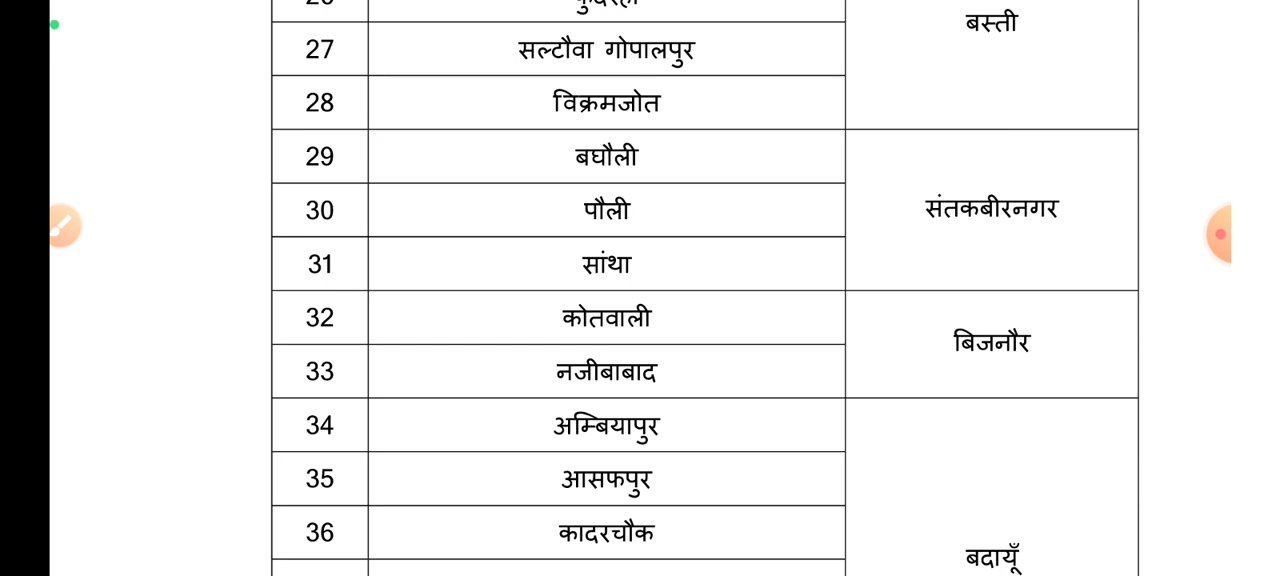 बस्ती
27 सल्टौवा गोपालपुर
28 विक्रमजोत
29 बघौली
30 पौली संतकबीरनगर
31 सांथा
32 कोतवाली
बिजनौर
33 नजीबाबाद
34 अम्बियापुर
35 आसफपुर
36 कादरचौक
बदायूँ